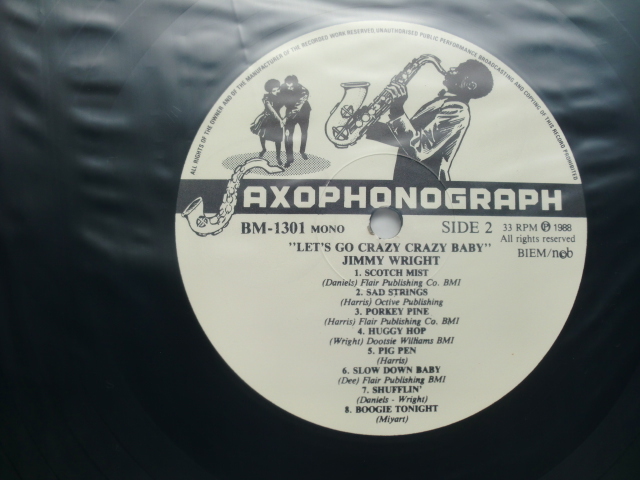 ALL RIGHTS OF THE OWNER AND OF THE MANUFACTURER OF THE RECORDED WORK RESERVED. UNAUTHORISED PUBLIC PERFORMANCE, BROADCASTING AND COPYING OF THIS RECORD PROHIBITED
SAXOPHONOGRAPH
BM-1301 MONO
SIDE 2
33 RPM Ⓟ 1988
All rights reserved
"LET'S GO CRAZY CRAZY BABY"
BIEM/ncb
JIMMY WRIGHT
1. SCOTCH MIST
(Daniels) Flair Publishing Co. BMI
2. SAD STRINGS
(Harris) Octive Publishing
3. PORKEY PINE
(Harris) Flair Publishing Co. BMI
4. HUGGY HOP
(Wright) Dootsie Williams BMI
5. PIG PEN
(Harris)
6. SLOW DOWN BABY
(Dee) Flair Publishing BMI
7. SHUFFLIN'
(Daniels - Wright)
8. BOOGIE TONIGHT
(Miyart)